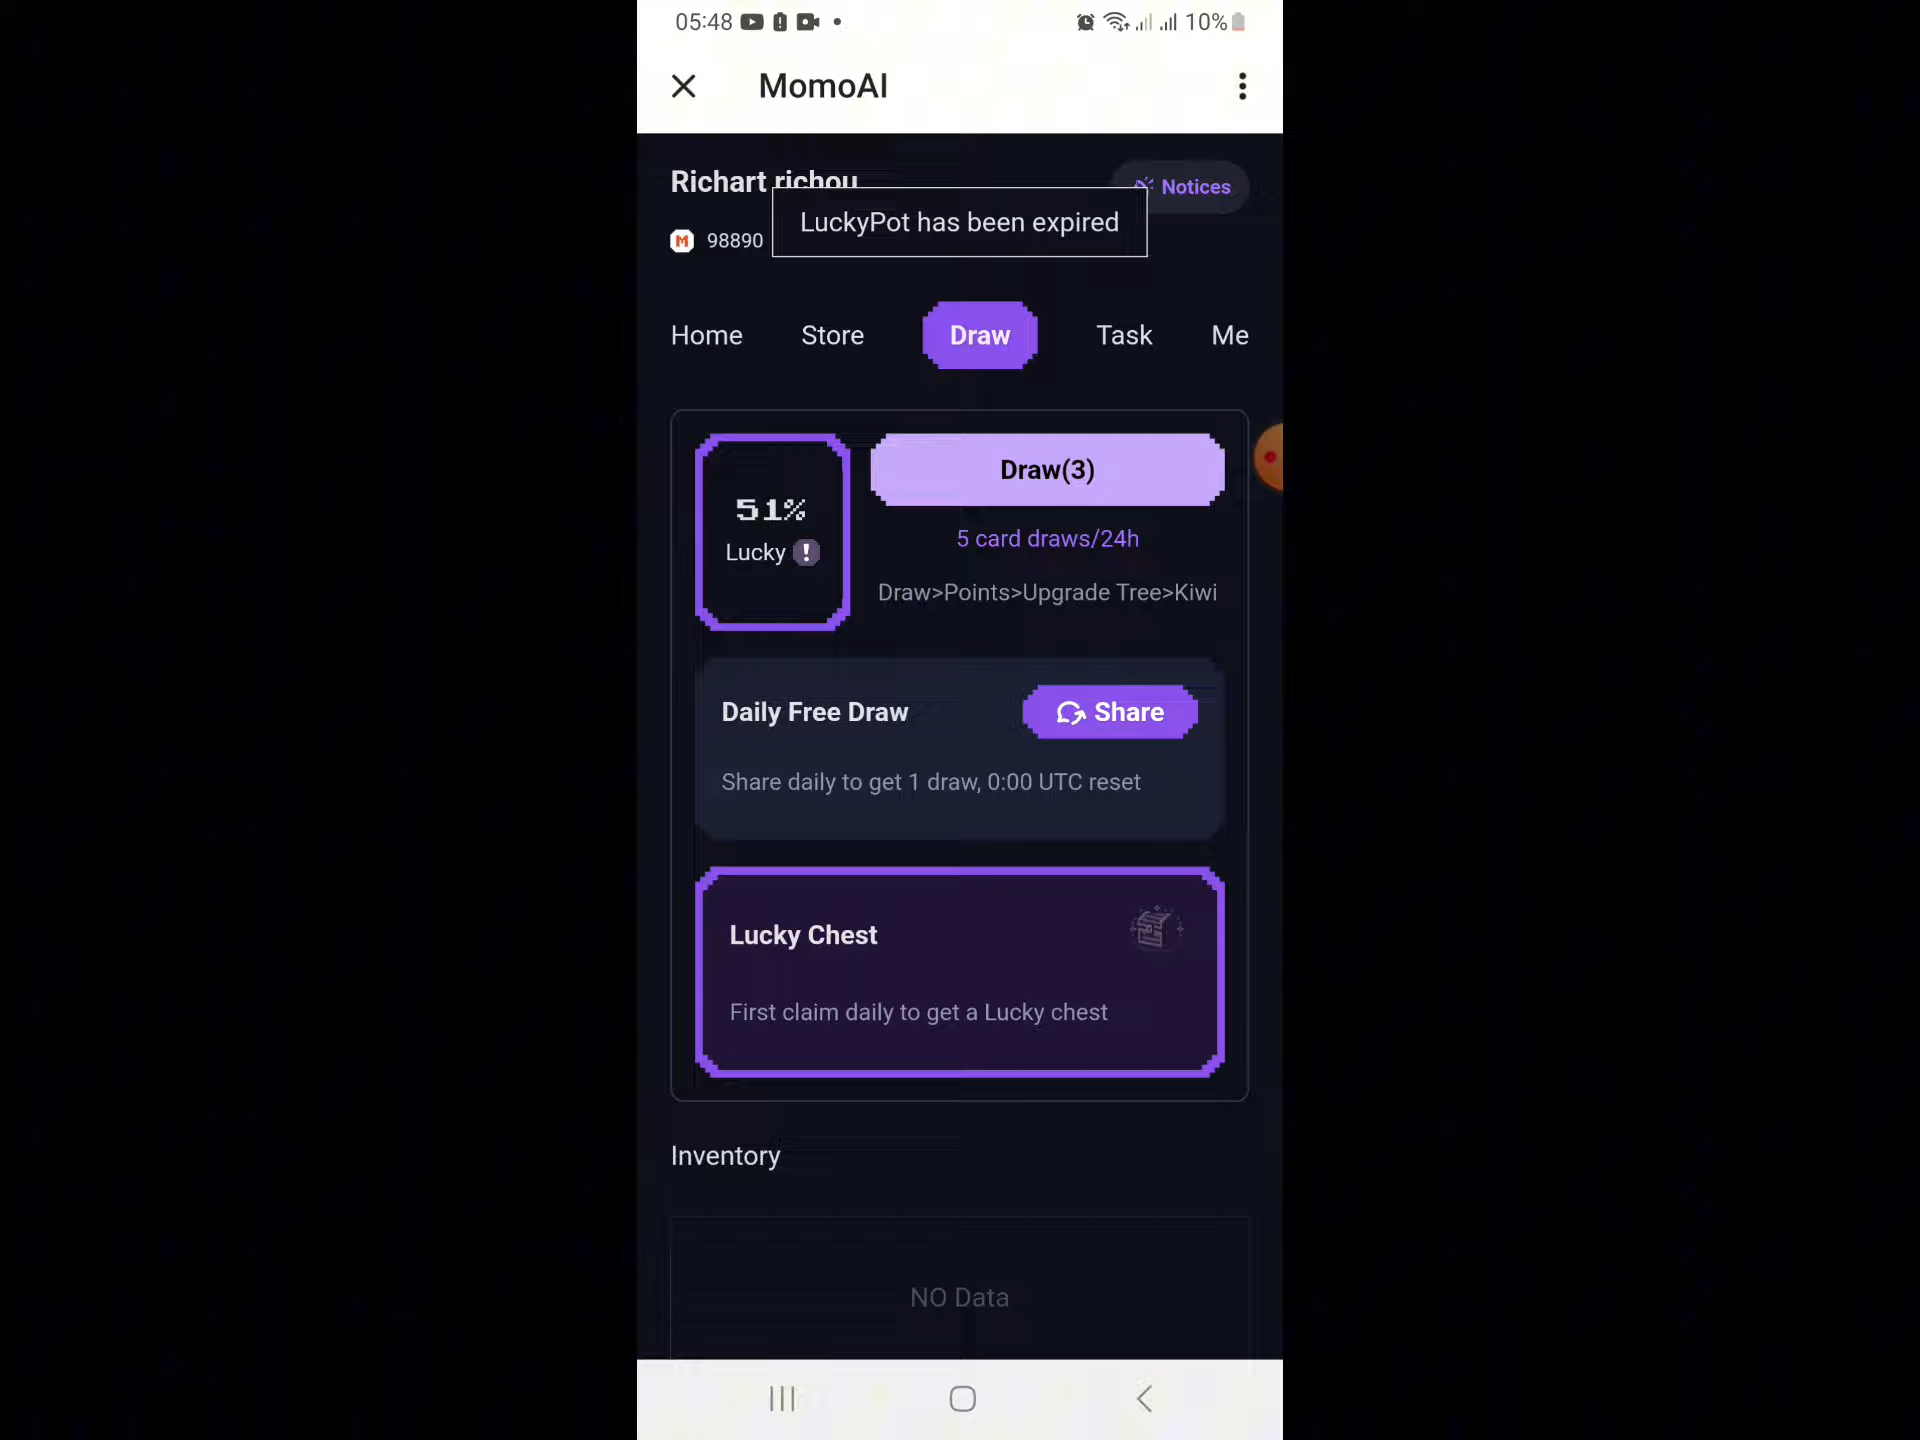 05:48 10%
MomoAI
Richart richou
Notices
LuckyPot has been expired
M 98890
Home Store Draw Task Me
51%
Lucky !
Draw(3)
5 card draws/24h
Draw>Points>Upgrade Tree>Kiwi
Daily Free Draw
Share
Share daily to get 1 draw, 0:00 UTC reset
Lucky Chest
First claim daily to get a Lucky chest
Inventory
NO Data